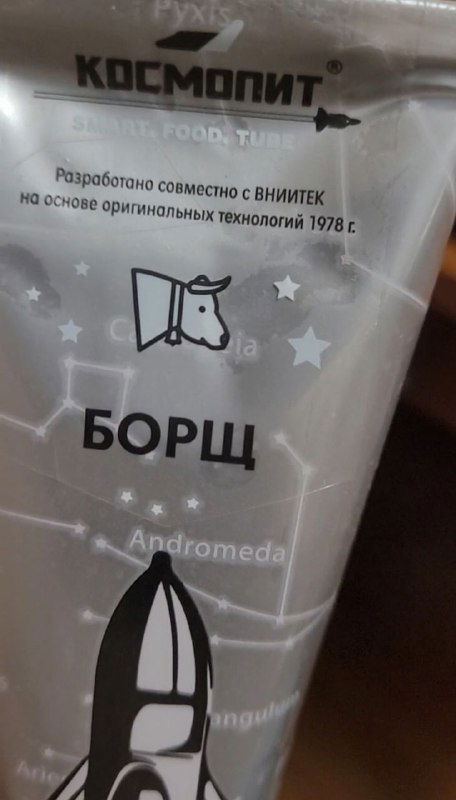 Pyxis
КОСМОПИТ®
SMART. FOOD. TUBE
Разработано совместно с ВНИИТЕК
на основе оригинальных технологий 1978 г.
БОРЩ
Andromeda